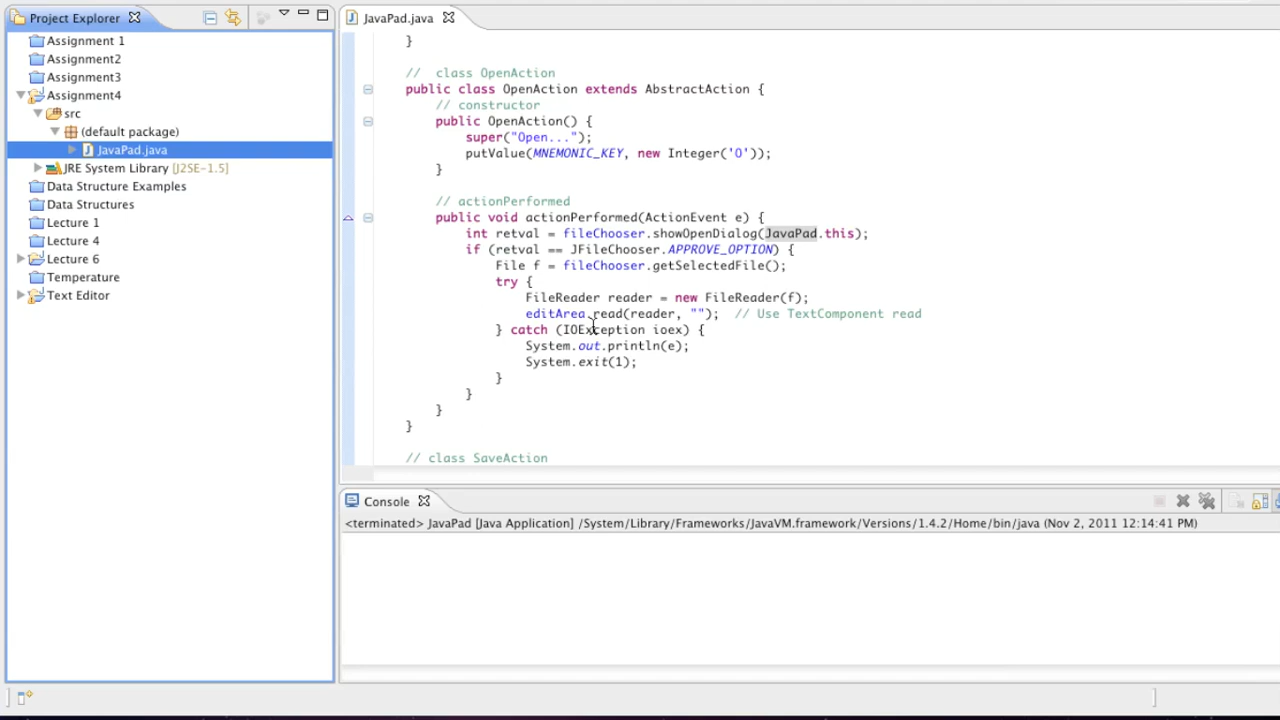 Project Explorer
Assignment 1
Assignment2
Assignment3
Assignment4
src
(default package)
JavaPad.java
JRE System Library [J2SE-1.5]
Data Structure Examples
Data Structures
Lecture 1
Lecture 4
Lecture 6
Temperature
Text Editor
JavaPad.java
}
// class OpenAction
public class OpenAction extends AbstractAction {
// constructor
public OpenAction() {
super("Open...");
putValue(MNEMONIC_KEY, new Integer('O'));
}
// actionPerformed
public void actionPerformed(ActionEvent e) {
int retval = fileChooser.showOpenDialog(JavaPad.this);
if (retval == JFileChooser.APPROVE_OPTION) {
File f = fileChooser.getSelectedFile();
try {
FileReader reader = new FileReader(f);
editArea.read(reader, ""); // Use TextComponent read
} catch (IOException ioex) {
System.out.println(e);
System.exit(1);
}
}
}
}
// class SaveAction
Console
<terminated> JavaPad [Java Application] /System/Library/Frameworks/JavaVM.framework/Versions/1.4.2/Home/bin/java (Nov 2, 2011 12:14:41 PM)